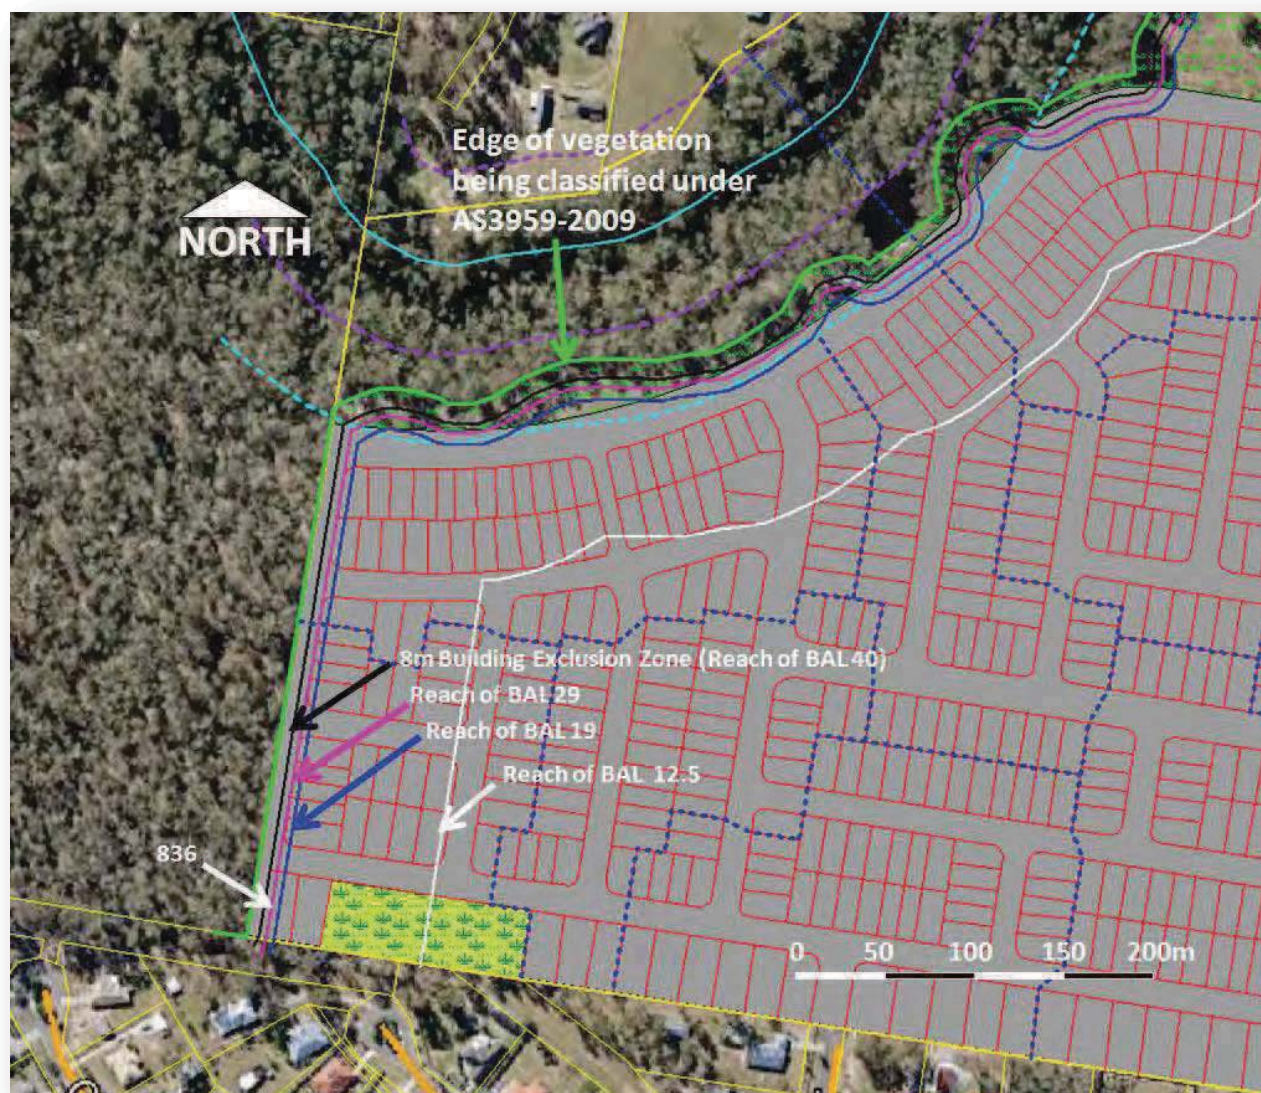 Edge of vegetation
being classified under
AS3959-2009
NORTH
8m Building Exclusion Zone (Reach of BAL 40)
Reach of BAL 29
Reach of BAL 19
Reach of BAL 12.5
836
0 50 100 150 200m